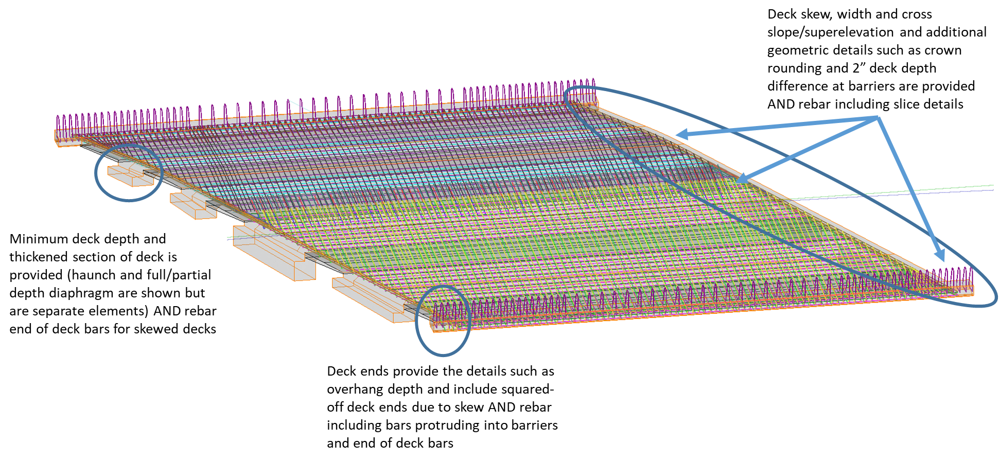 Deck skew, width and cross
slope/superelevation and additional
geometric details such as crown
rounding and 2” deck depth
difference at barriers are provided
AND rebar including slice details
Minimum deck depth and
thickened section of deck is
provided (haunch and full/partial
depth diaphragm are shown but
are separate elements) AND rebar
end of deck bars for skewed decks
Deck ends provide the details such as
overhang depth and include squared-
off deck ends due to skew AND rebar
including bars protruding into barriers
and end of deck bars